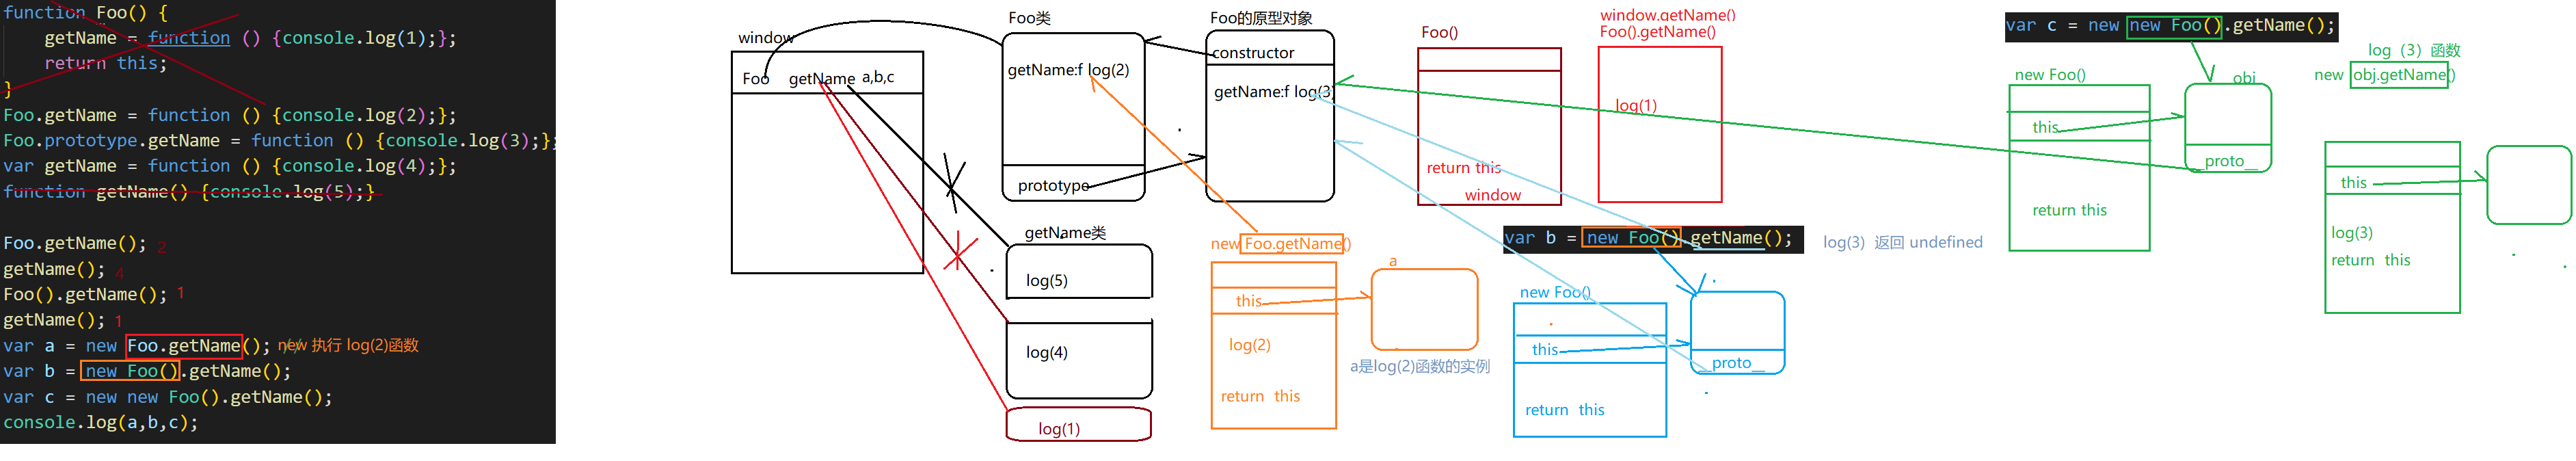 function Foo() {
getName = function () {console.log(1);};
return this;
}
Foo.getName = function () {console.log(2);};
Foo.prototype.getName = function () {console.log(3);};
var getName = function () {console.log(4);};
function getName() {console.log(5);}
Foo.getName(); 2
getName(); 4
Foo().getName(); 1
getName(); 1
var a = new Foo.getName(); new 执行 log(2)函数
var b = new Foo().getName();
var c = new new Foo().getName();
console.log(a,b,c);
window
Foo getName a,b,c
Foo类
getName:f log(2)
prototype
Foo的原型对象
constructor
getName:f log(3)
getName类
log(5)
log(4)
log(1)
Foo()
return this
window
window.getName()
Foo().getName()
log(1)
new Foo.getName()
this
log(2)
return this
a
a是log(2)函数的实例
var b = new Foo().getName();
log(3) 返回 undefined
new Foo()
this
return this
__proto__
var c = new new Foo().getName();
new Foo()
this
return this
obj
__proto__
log（3）函数
new obj.getName()
this
log(3)
return this